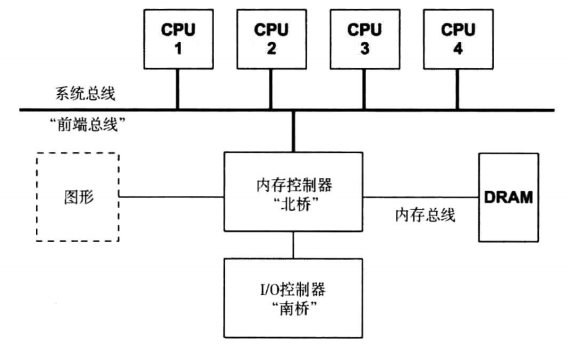 CPU
1
CPU
2
CPU
3
CPU
4
系统总线
“前端总线”
图形
内存控制器
“北桥”
内存总线
DRAM
I/O控制器
“南桥”